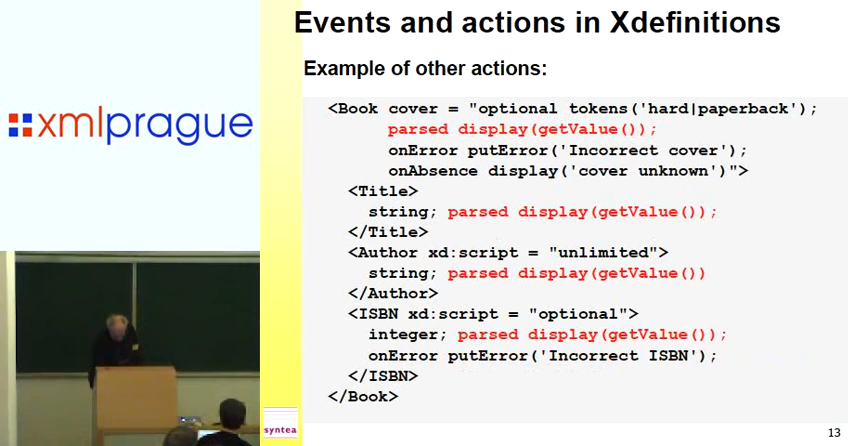 Events and actions in Xdefinitions
Example of other actions:
xmlprague
<Book cover = "optional tokens('hard|paperback');
parsed display(getValue());
onError putError('Incorrect cover');
onAbsence display('cover unknown')">
<Title>
string; parsed display(getValue());
</Title>
<Author xd:script = "unlimited">
string; parsed display(getValue())
</Author>
<ISBN xd:script = "optional">
integer; parsed display(getValue());
onError putError('Incorrect ISBN');
</ISBN>
</Book>
syntea
13